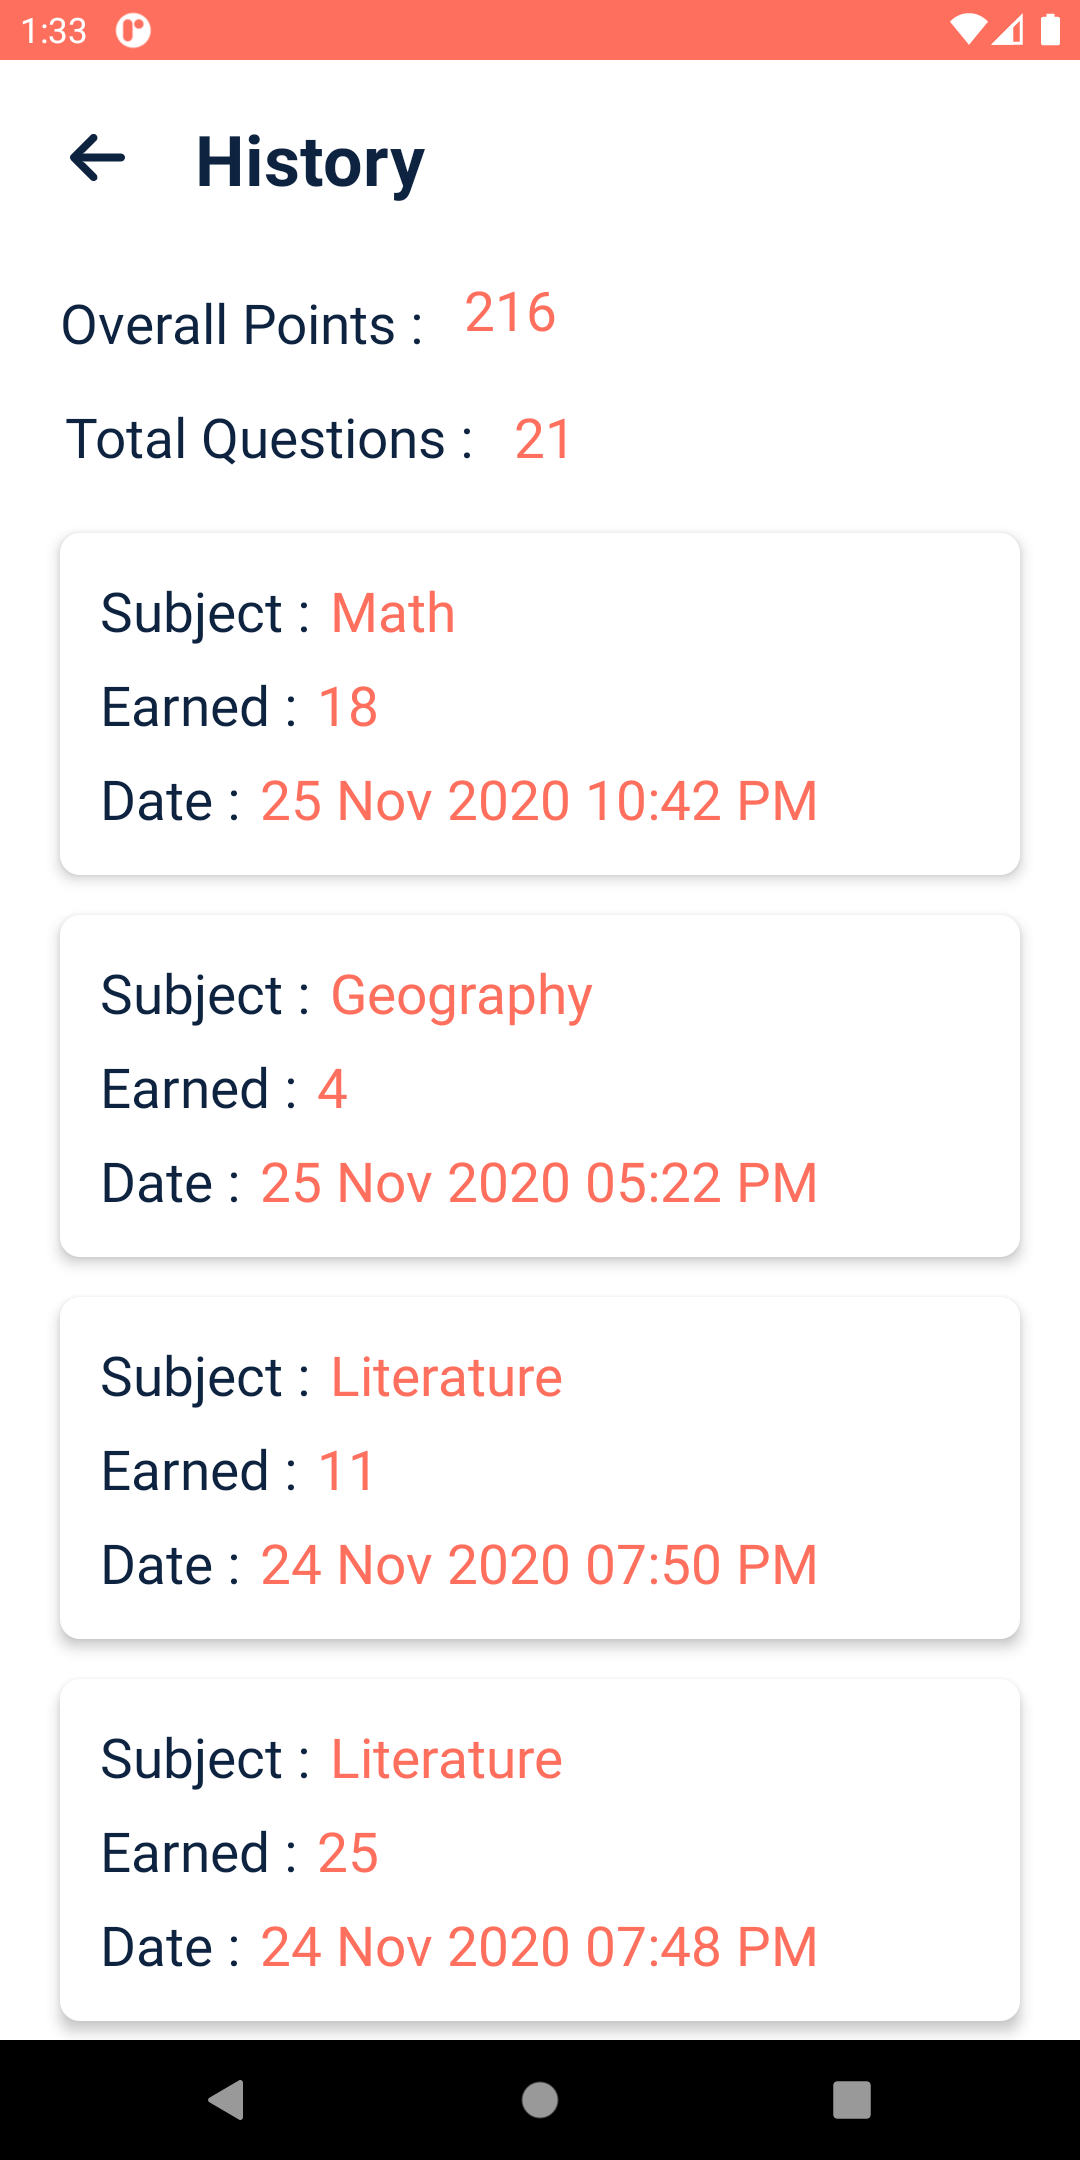 1:33
History
Overall Points : 216
Total Questions : 21
Subject : Math
Earned : 18
Date : 25 Nov 2020 10:42 PM
Subject : Geography
Earned : 4
Date : 25 Nov 2020 05:22 PM
Subject : Literature
Earned : 11
Date : 24 Nov 2020 07:50 PM
Subject : Literature
Earned : 25
Date : 24 Nov 2020 07:48 PM